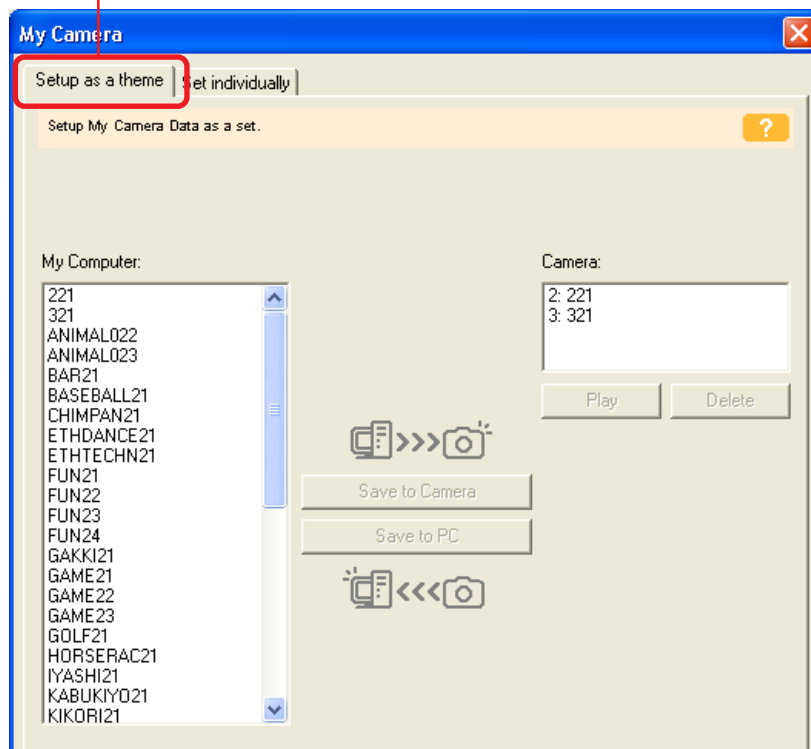 My Camera
Setup as a theme
Set individually
Setup My Camera Data as a set.
?
My Computer:
221
321
ANIMAL022
ANIMAL023
BAR21
BASEBALL21
CHIMPAN21
ETHDANCE21
ETHTECHN21
FUN21
FUN22
FUN23
FUN24
GAKKI21
GAME21
GAME22
GAME23
GOLF21
HORSERAC21
IYASHI21
KABUKIYO21
KIKORI21
Save to Camera
Save to PC
Camera:
2: 221
3: 321
Play
Delete